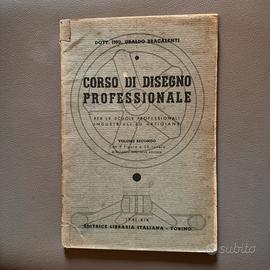 DOTT. ING. UBALDO BRACALENTI
CORSO DI DISEGNO
PROFESSIONALE
PER LE SCUOLE PROFESSIONALI
INDUSTRIALI ED ARTIGIANE
VOLUME SECONDO
1941-XIX
EDITRICE LIBRARIA ITALIANA - TORINO
subito